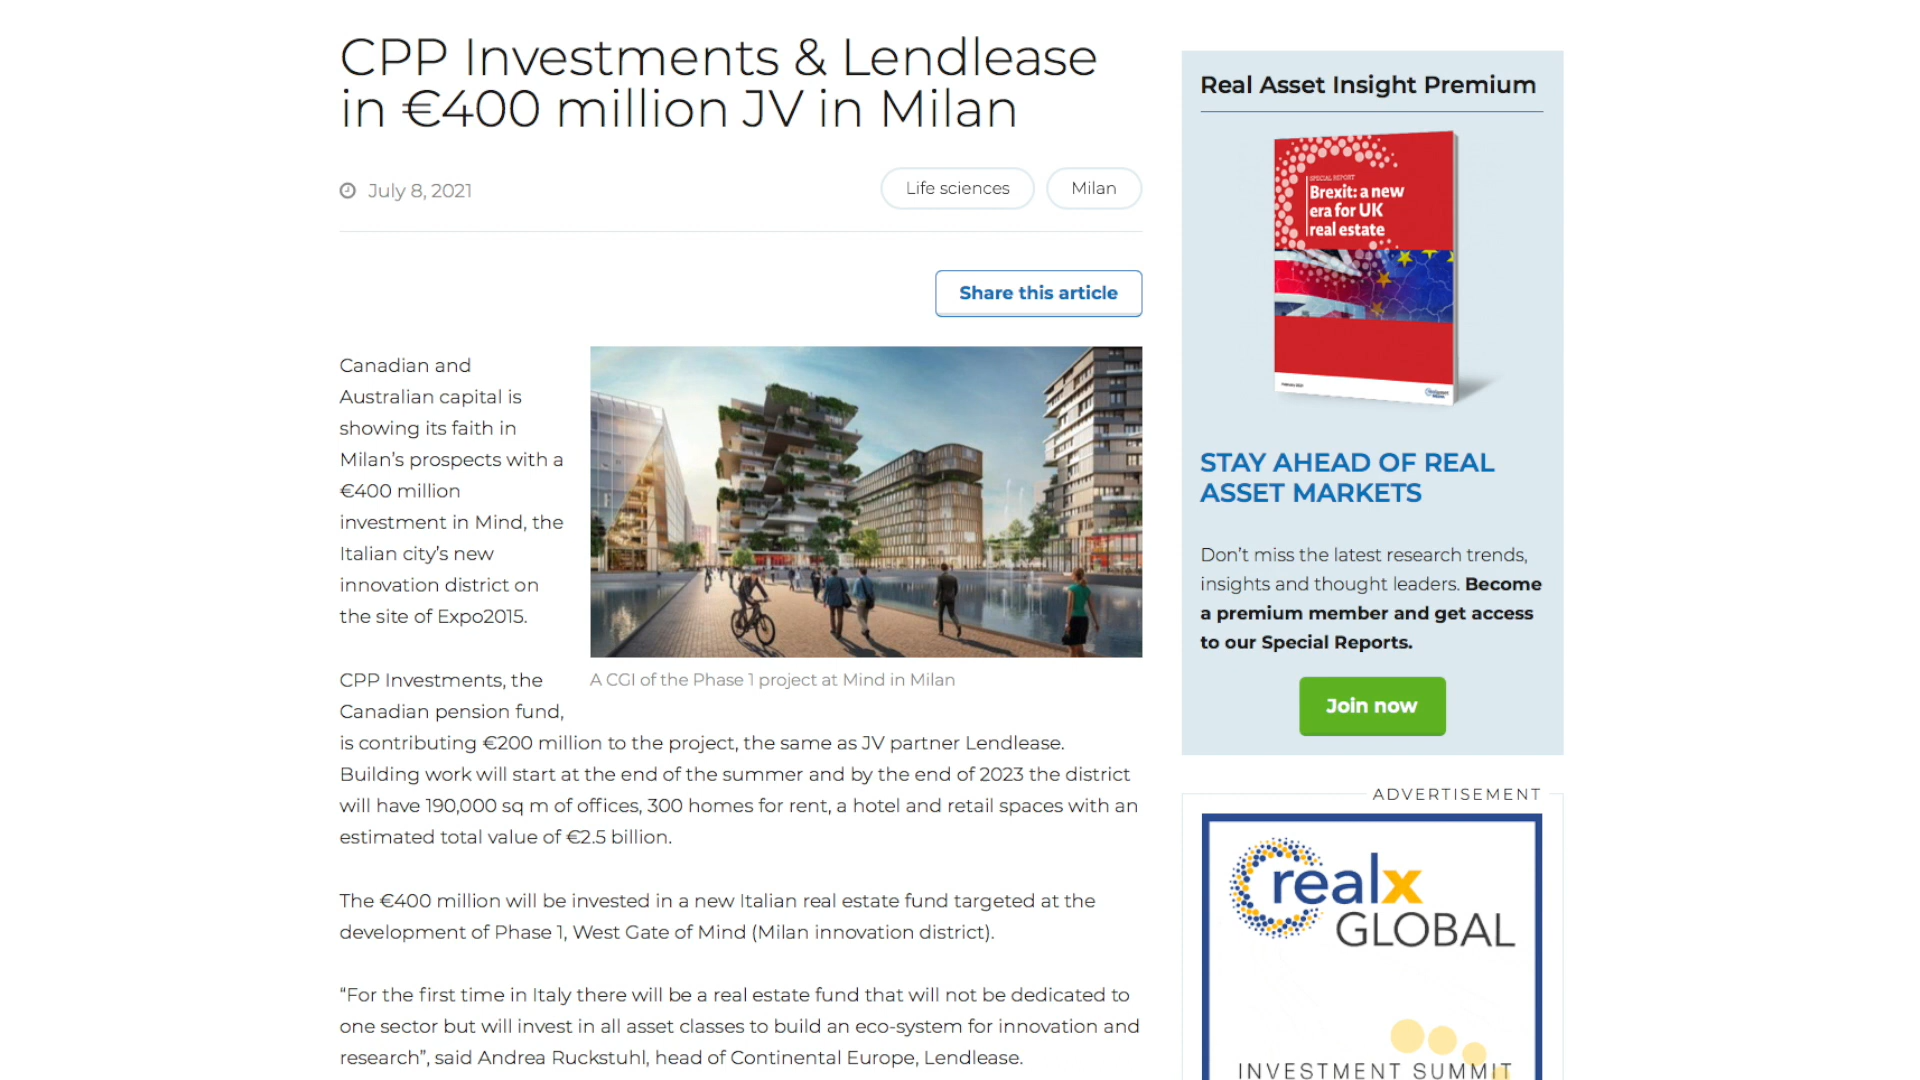 CPP Investments & Lendlease
in €400 million JV in Milan
July 8, 2021
Life sciences
Milan
Share this article
Canadian and
Australian capital is
showing its faith in
Milan’s prospects with a
€400 million
investment in Mind, the
Italian city’s new
innovation district on
the site of Expo2015.
A CGI of the Phase 1 project at Mind in Milan
CPP Investments, the
Canadian pension fund,
is contributing €200 million to the project, the same as JV partner Lendlease.
Building work will start at the end of the summer and by the end of 2023 the district
will have 190,000 sq m of offices, 300 homes for rent, a hotel and retail spaces with an
estimated total value of €2.5 billion.
The €400 million will be invested in a new Italian real estate fund targeted at the
development of Phase 1, West Gate of Mind (Milan innovation district).
“For the first time in Italy there will be a real estate fund that will not be dedicated to
one sector but will invest in all asset classes to build an eco-system for innovation and
research”, said Andrea Ruckstuhl, head of Continental Europe, Lendlease.
Real Asset Insight Premium
SPECIAL REPORT
Brexit: a new
era for UK
real estate
STAY AHEAD OF REAL
ASSET MARKETS
Don’t miss the latest research trends,
insights and thought leaders. Become
a premium member and get access
to our Special Reports.
Join now
ADVERTISEMENT
realx
GLOBAL
INVESTMENT SUMMIT